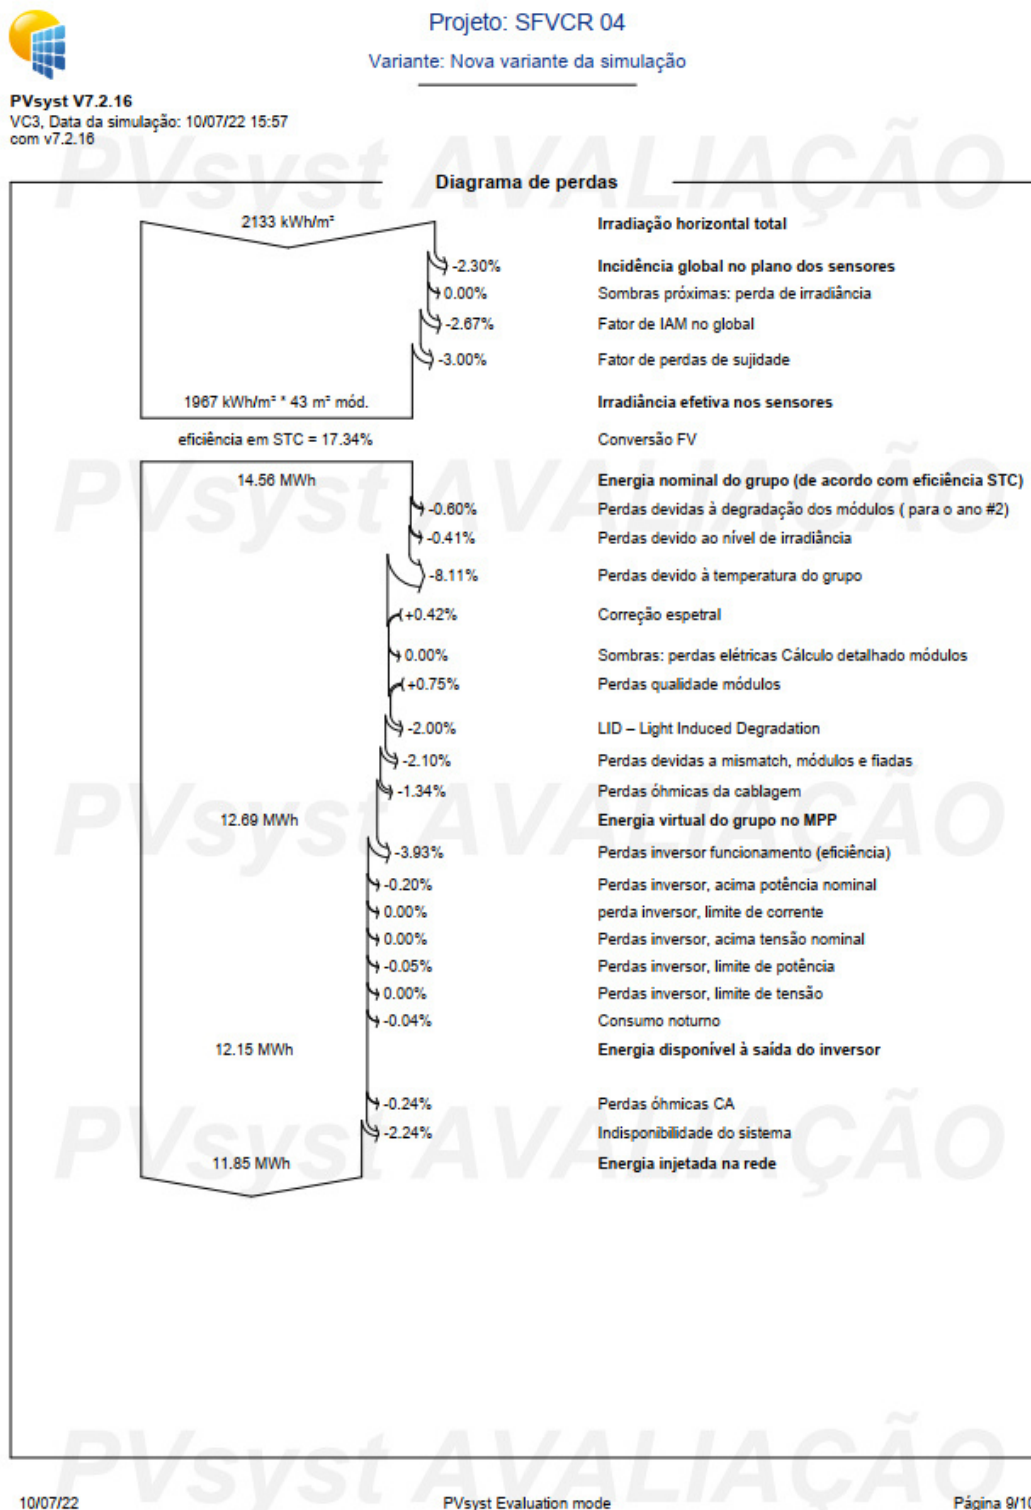 Projeto: SFVCR 04
Variante: Nova variante da simulação
PVsyst V7.2.16
VC3, Data da simulação: 10/07/22 15:57
com v7.2.16
PVsyst AVALIAÇÃO
Diagrama de perdas
2133 kWh/m² Irradiação horizontal total
-2.30% Incidência global no plano dos sensores
0.00% Sombras próximas: perda de irradiância
-2.67% Fator de IAM no global
-3.00% Fator de perdas de sujidade
1967 kWh/m² * 43 m² mód. Irradiância efetiva nos sensores
eficiência em STC = 17.34% Conversão FV
PVsyst AVALIAÇÃO
14.56 MWh Energia nominal do grupo (de acordo com eficiência STC)
-0.60% Perdas devidas à degradação dos módulos ( para o ano #2)
-0.41% Perdas devido ao nível de irradiância
-8.11% Perdas devido à temperatura do grupo
+0.42% Correção espetral
0.00% Sombras: perdas elétricas Cálculo detalhado módulos
+0.75% Perdas qualidade módulos
-2.00% LID – Light Induced Degradation
-2.10% Perdas devidas a mismatch, módulos e fiadas
-1.34% Perdas óhmicas da cablagem
PVsyst AVALIAÇÃO
12.69 MWh Energia virtual do grupo no MPP
-3.93% Perdas inversor funcionamento (eficiência)
-0.20% Perdas inversor, acima potência nominal
0.00% perda inversor, limite de corrente
0.00% Perdas inversor, acima tensão nominal
-0.05% Perdas inversor, limite de potência
0.00% Perdas inversor, limite de tensão
-0.04% Consumo noturno
12.15 MWh Energia disponível à saída do inversor
-0.24% Perdas óhmicas CA
-2.24% Indisponibilidade do sistema
PVsyst AVALIAÇÃO
11.85 MWh Energia injetada na rede
PVsyst AVALIAÇÃO
10/07/22 PVsyst Evaluation mode Página 9/10